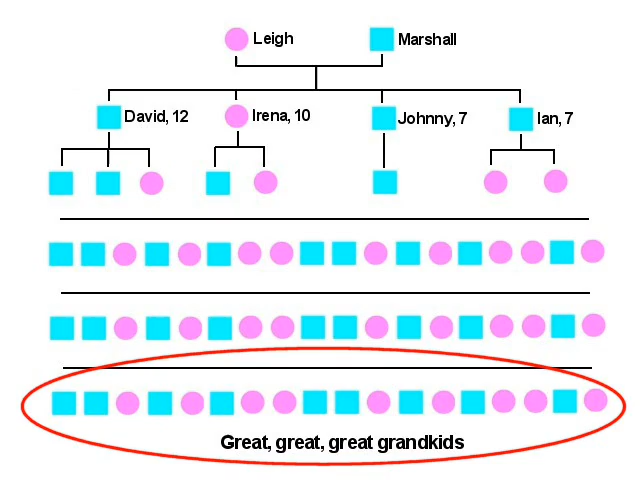 Leigh
Marshall
David, 12
Irena, 10
Johnny, 7
Ian, 7
Great, great, great grandkids